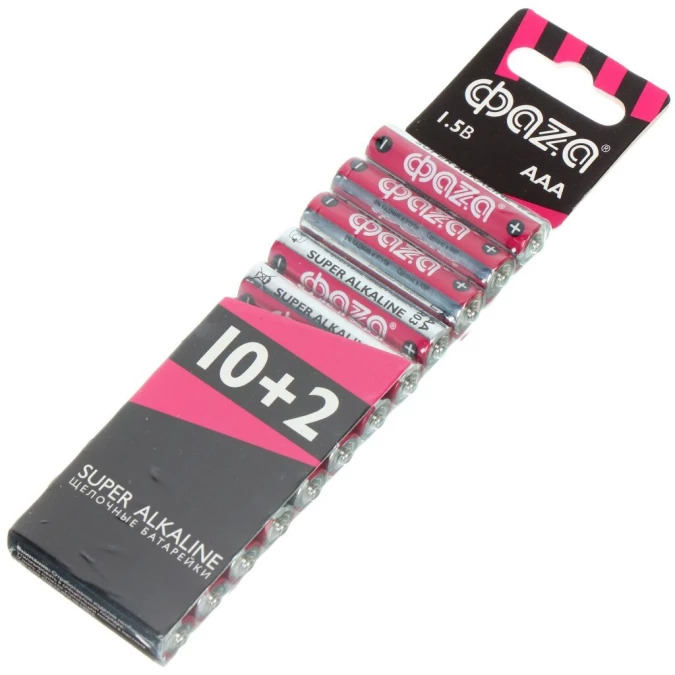 фаzа®
1.5В
ААА
фаzа
фаzа
фаzа
SUPER ALKALINE
фаzа
SUPER ALKALINE
10+2
SUPER ALKALINE
ЩЕЛОЧНЫЕ БАТАРЕЙКИ